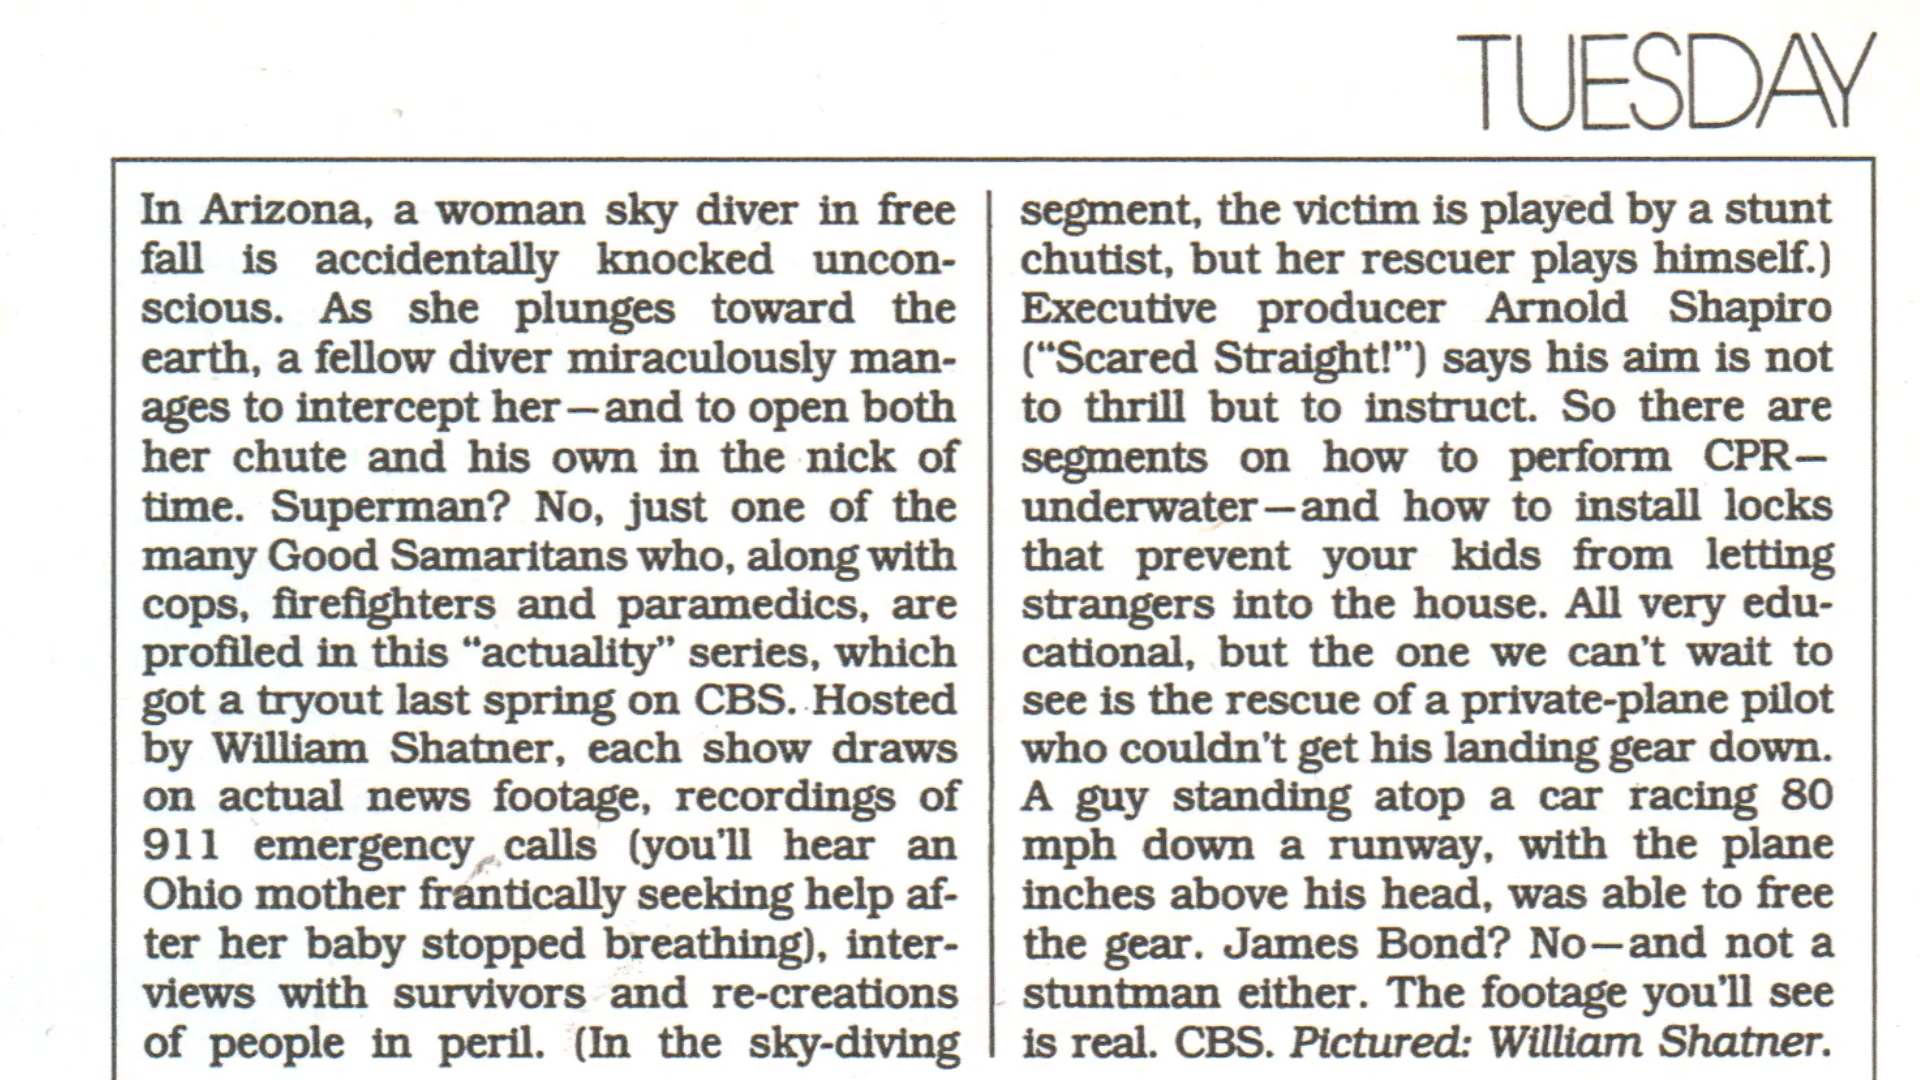 TUESDAY
In Arizona, a woman sky diver in free
fall is accidentally knocked uncon-
scious. As she plunges toward the
earth, a fellow diver miraculously man-
ages to intercept her—and to open both
her chute and his own in the nick of
time. Superman? No, just one of the
many Good Samaritans who, along with
cops, firefighters and paramedics, are
profiled in this “actuality” series, which
got a tryout last spring on CBS. Hosted
by William Shatner, each show draws
on actual news footage, recordings of
911 emergency calls (you'll hear an
Ohio mother frantically seeking help af-
ter her baby stopped breathing), inter-
views with survivors and re-creations
of people in peril. (In the sky-diving
segment, the victim is played by a stunt
chutist, but her rescuer plays himself.)
Executive producer Arnold Shapiro
(“Scared Straight!”) says his aim is not
to thrill but to instruct. So there are
segments on how to perform CPR—
underwater—and how to install locks
that prevent your kids from letting
strangers into the house. All very edu-
cational, but the one we can't wait to
see is the rescue of a private-plane pilot
who couldn't get his landing gear down.
A guy standing atop a car racing 80
mph down a runway, with the plane
inches above his head, was able to free
the gear. James Bond? No—and not a
stuntman either. The footage you'll see
is real. CBS. Pictured: William Shatner.